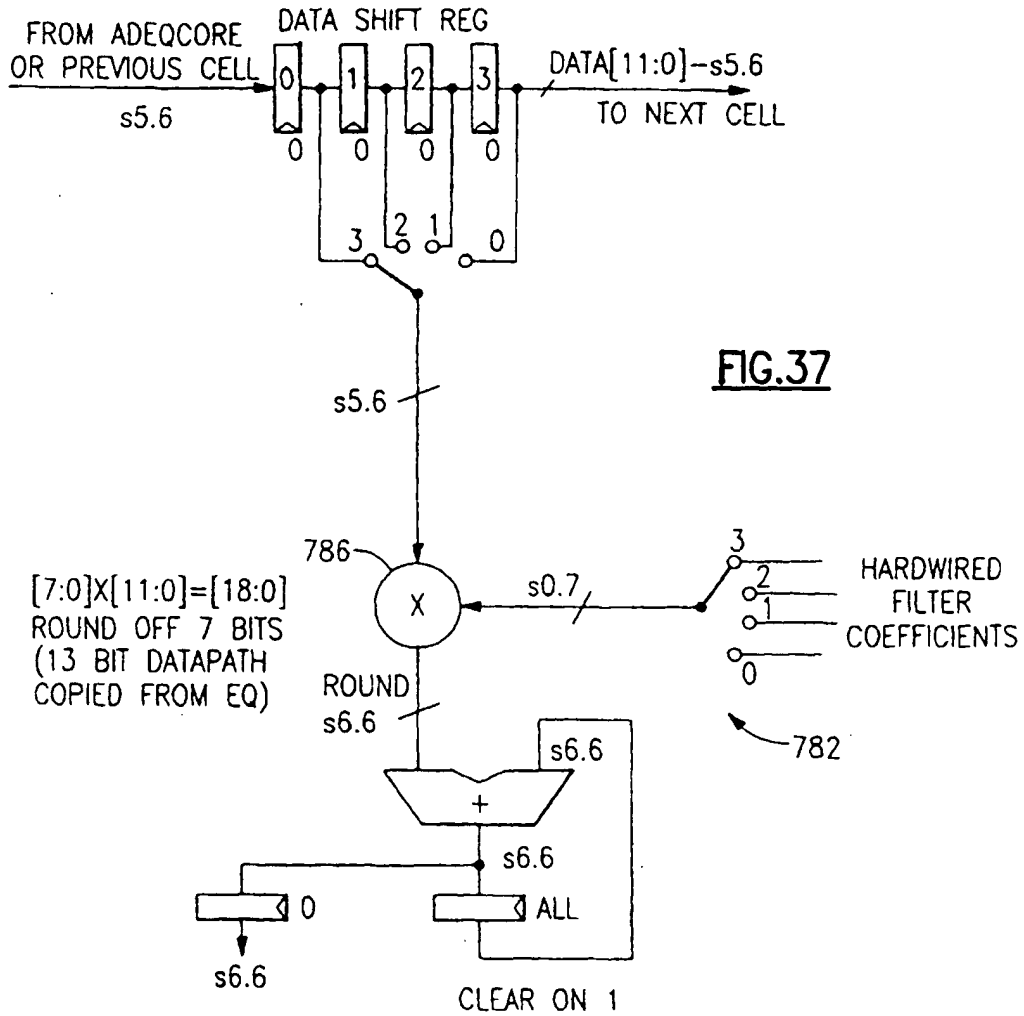 DATA SHIFT REG
FROM ADEQCORE
OR PREVIOUS CELL
s5.6
0
1
2
3
DATA[11:0]-s5.6
TO NEXT CELL
0
0
0
0
3
2
1
0
s5.6
FIG.37
786
X
s0.7
3
2
1
0
HARDWIRED
FILTER
COEFFICIENTS
782
[7:0]X[11:0]=[18:0]
ROUND OFF 7 BITS
(13 BIT DATAPATH
COPIED FROM EQ)
ROUND
s6.6
s6.6
+
s6.6
0
ALL
s6.6
CLEAR ON 1